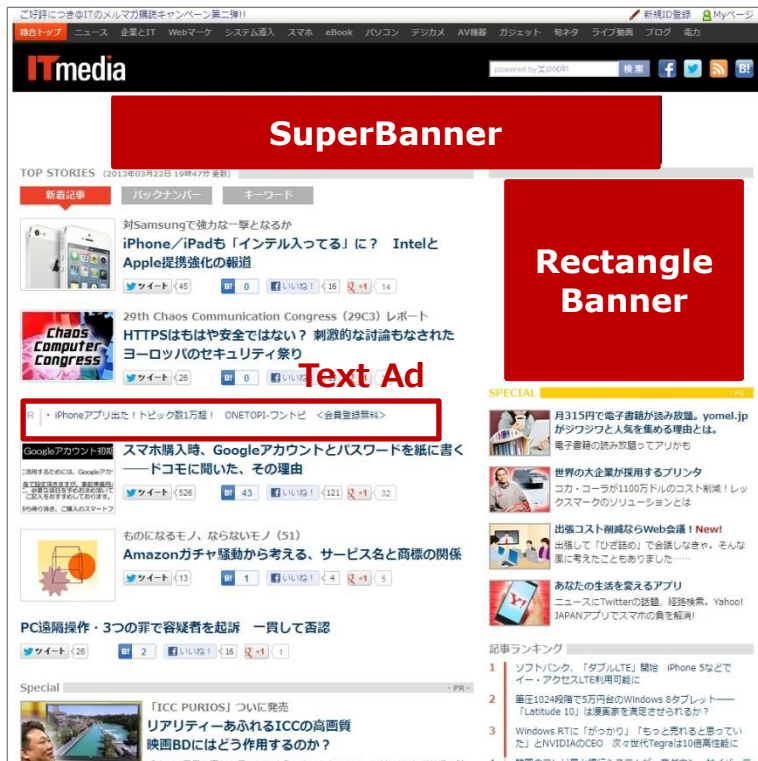 ご好評につき@ITのメルマガ購読キャンペーン第二弾!!
新規ID登録 Myページ
総合トップ ニュース 企業とIT Webマーケ システム導入 スマホ eBook パソコン デジカメ AV機器 ガジェット 旬ネタ ライブ動画 ブログ 電力
ITmedia
powered by popIn 検索
SuperBanner
TOP STORIES (2013年03月22日 19時47分 更新)
新着記事 バックナンバー キーワード
対Samsungで強力な一撃となるか
iPhone／iPadも「インテル入ってる」に？ Intelと
Apple提携強化の報道
ツイート 45 B! 0 いいね！ 16 +1 14
29th Chaos Communication Congress（29C3）レポート
Chaos
Computer
Congress
HTTPSはもはや安全ではない？ 刺激的な討論もなされた
ヨーロッパのセキュリティ祭り
ツイート 26 B! 0 いいね！
Text Ad
・iPhoneアプリ出た！トピック数1万超！ ONETOPI-ワントピ ＜会員登録無料＞
Googleアカウント初期
スマホ購入時、Googleアカウントとパスワードを紙に書く
――ドコモに聞いた、その理由
ツイート 526 B! 43 いいね！ 121 +1 32
ものになるモノ、ならないモノ（51）
Amazonガチャ騒動から考える、サービス名と商標の関係
ツイート 13 B! 1 いいね！ 4 +1 5
PC遠隔操作・3つの罪で容疑者を起訴 一貫して否認
ツイート 26 B! 2 いいね！ 16 +1 1
Special - PR -
「ICC PURIOS」ついに発売
リアリティーあふれるICCの高画質
映画BDにはどう作用するのか？
Rectangle
Banner
SPECIAL - PR -
月315円で電子書籍が読み放題。yomel.jp
がジワジワと人気を集める理由とは。
電子書籍の読み放題ってアリかも
世界の大企業が採用するプリンタ
コカ・コーラが1100万ドルのコスト削減！レッ
クスマークのソリューションとは
出張コスト削減ならWeb会議！New!
出張して「ひざ詰め」で会議しなきゃ。そんな
風に考えたこともありました……
あなたの生活を変えるアプリ
ニュースにTwitterの話題、経路検索。Yahoo!
JAPANアプリでスマホの負を解消!
記事ランキング
1 ソフトバンク、「ダブルLTE」開始 iPhone 5などで
イー・アクセスLTE利用可能に
2 筆圧1024段階で5万円台のWindows 8タブレット――
「Latitude 10」は漫画家を満足させられるか？
3 Windows RTに「がっかり」「もっと売れると思ってい
た」とNVIDIAのCEO 次々世代Tegraは10倍高性能に